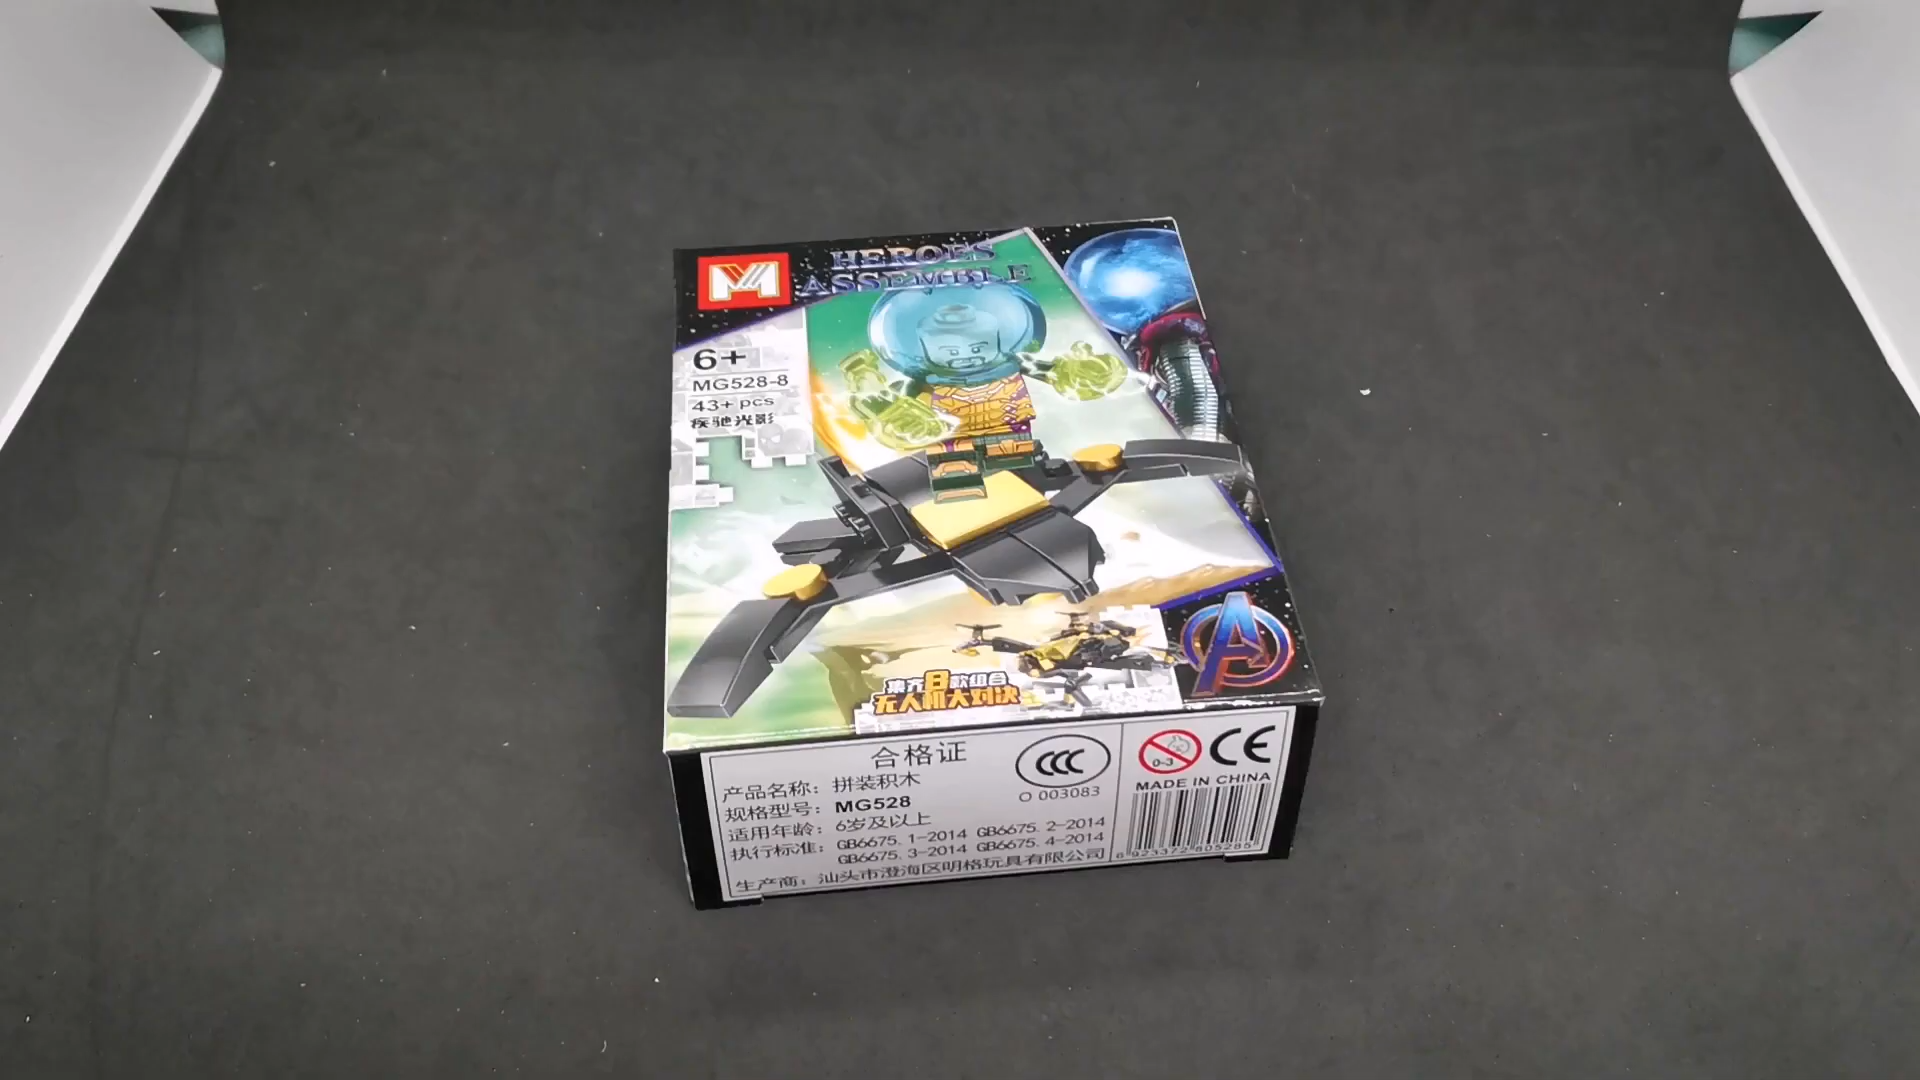 M
HEROES
ASSEMBLE
6+
MG528-8
43+ pcs
疾驰光影
集齐8款组合
无人机大对决
A
合格证
产品名称：拼装积木
规格型号：MG528
适用年龄：6岁及以上
执行标准：GB6675.1-2014 GB6675.2-2014
GB6675.3-2014 GB6675.4-2014
生产商：汕头市澄海区明格玩具有限公司
CCC
O 003083
0-3
CE
MADE IN CHINA
6 923372 805285